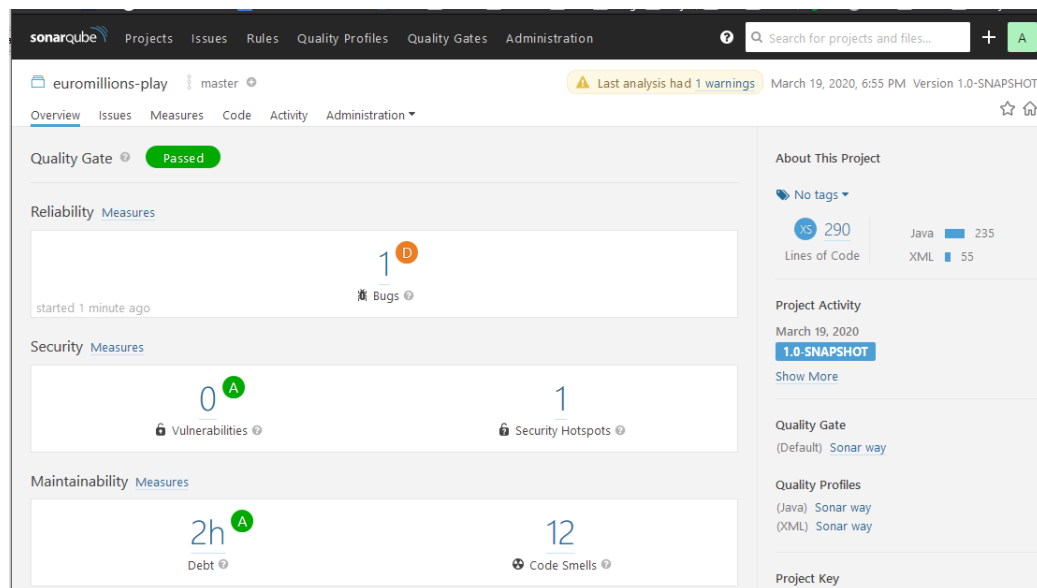 sonarqube Projects Issues Rules Quality Profiles Quality Gates Administration ? Search for projects and files... + A
euromillions-play master Last analysis had 1 warnings March 19, 2020, 6:55 PM Version 1.0-SNAPSHOT
Overview Issues Measures Code Activity Administration
Quality Gate ? Passed
Reliability Measures
1 D
Bugs ?
started 1 minute ago
Security Measures
0 A
Vulnerabilities ?
1
Security Hotspots ?
Maintainability Measures
2h A
Debt ?
12
Code Smells ?
About This Project
No tags
XS 290
Lines of Code
Java 235
XML 55
Project Activity
March 19, 2020
1.0-SNAPSHOT
Show More
Quality Gate
(Default) Sonar way
Quality Profiles
(Java) Sonar way
(XML) Sonar way
Project Key